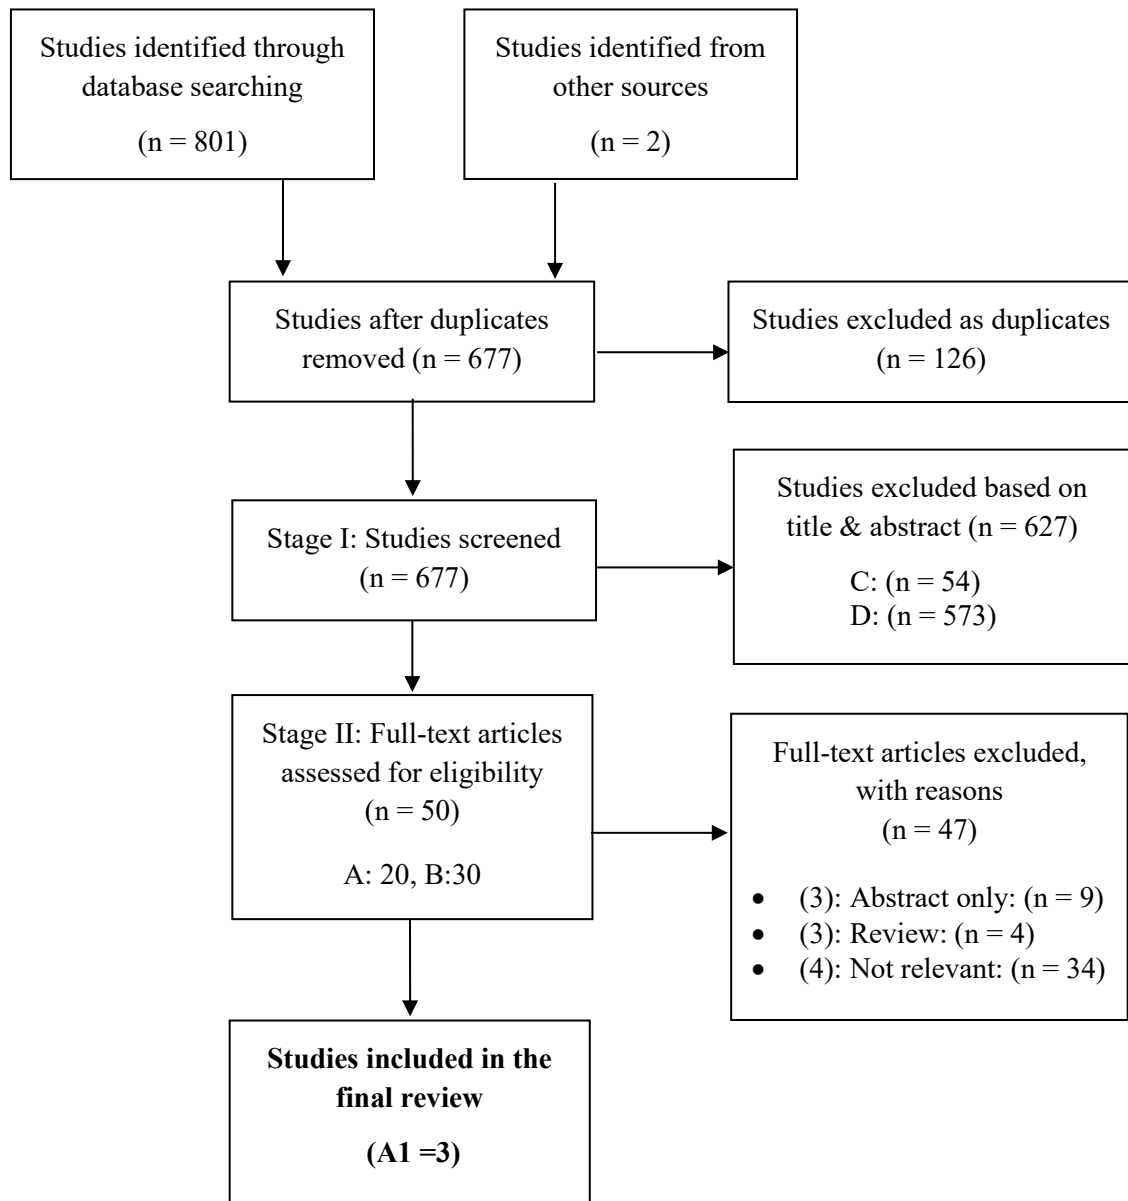 Studies identified through
database searching
(n = 801)
Studies identified from
other sources
(n = 2)
Studies after duplicates
removed (n = 677)
Studies excluded as duplicates
(n = 126)
Stage I: Studies screened
(n = 677)
Studies excluded based on
title & abstract (n = 627)
C: (n = 54)
D: (n = 573)
Stage II: Full-text articles
assessed for eligibility
(n = 50)
A: 20, B:30
Full-text articles excluded,
with reasons
(n = 47)
• (3): Abstract only: (n = 9)
• (3): Review: (n = 4)
• (4): Not relevant: (n = 34)
Studies included in the
final review
(A1 =3)